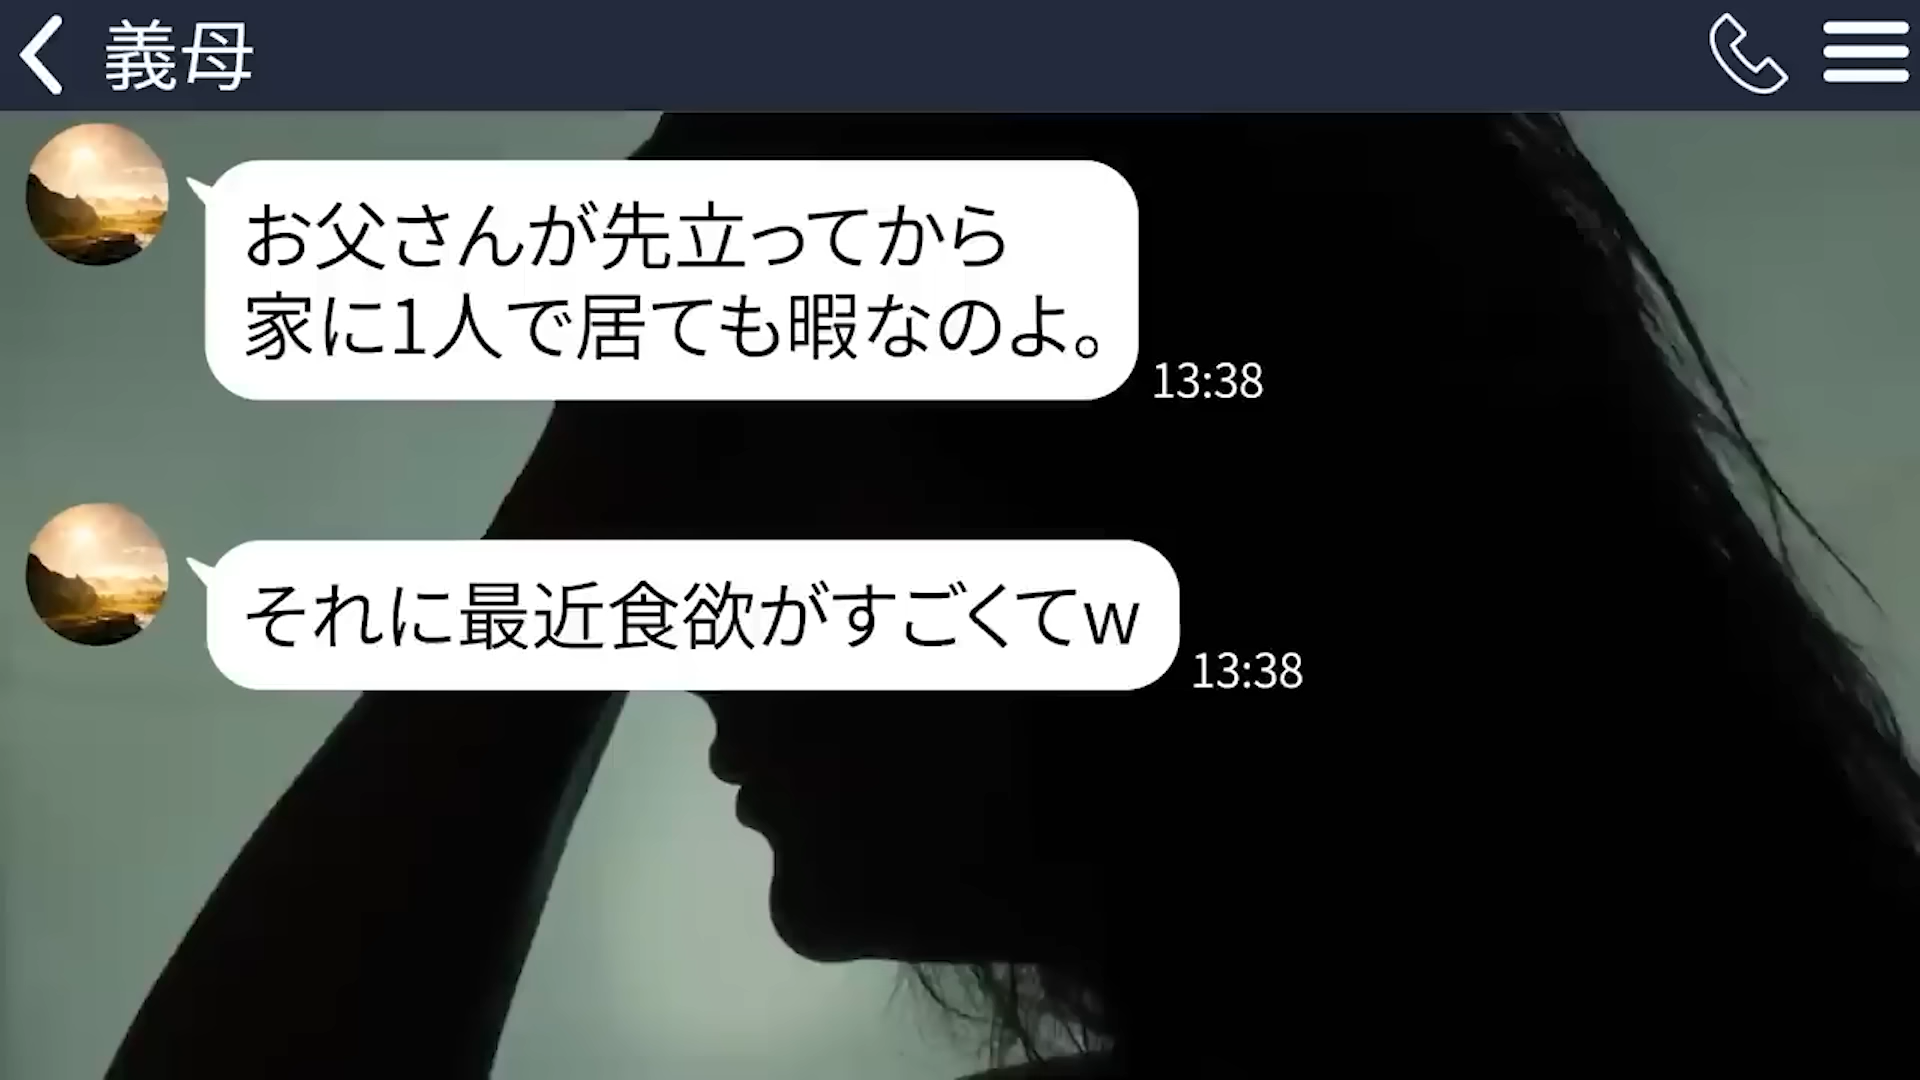 義母
お父さんが先立ってから
家に1人で居ても暇なのよ。
13:38
それに最近食欲がすごくてw
13:38